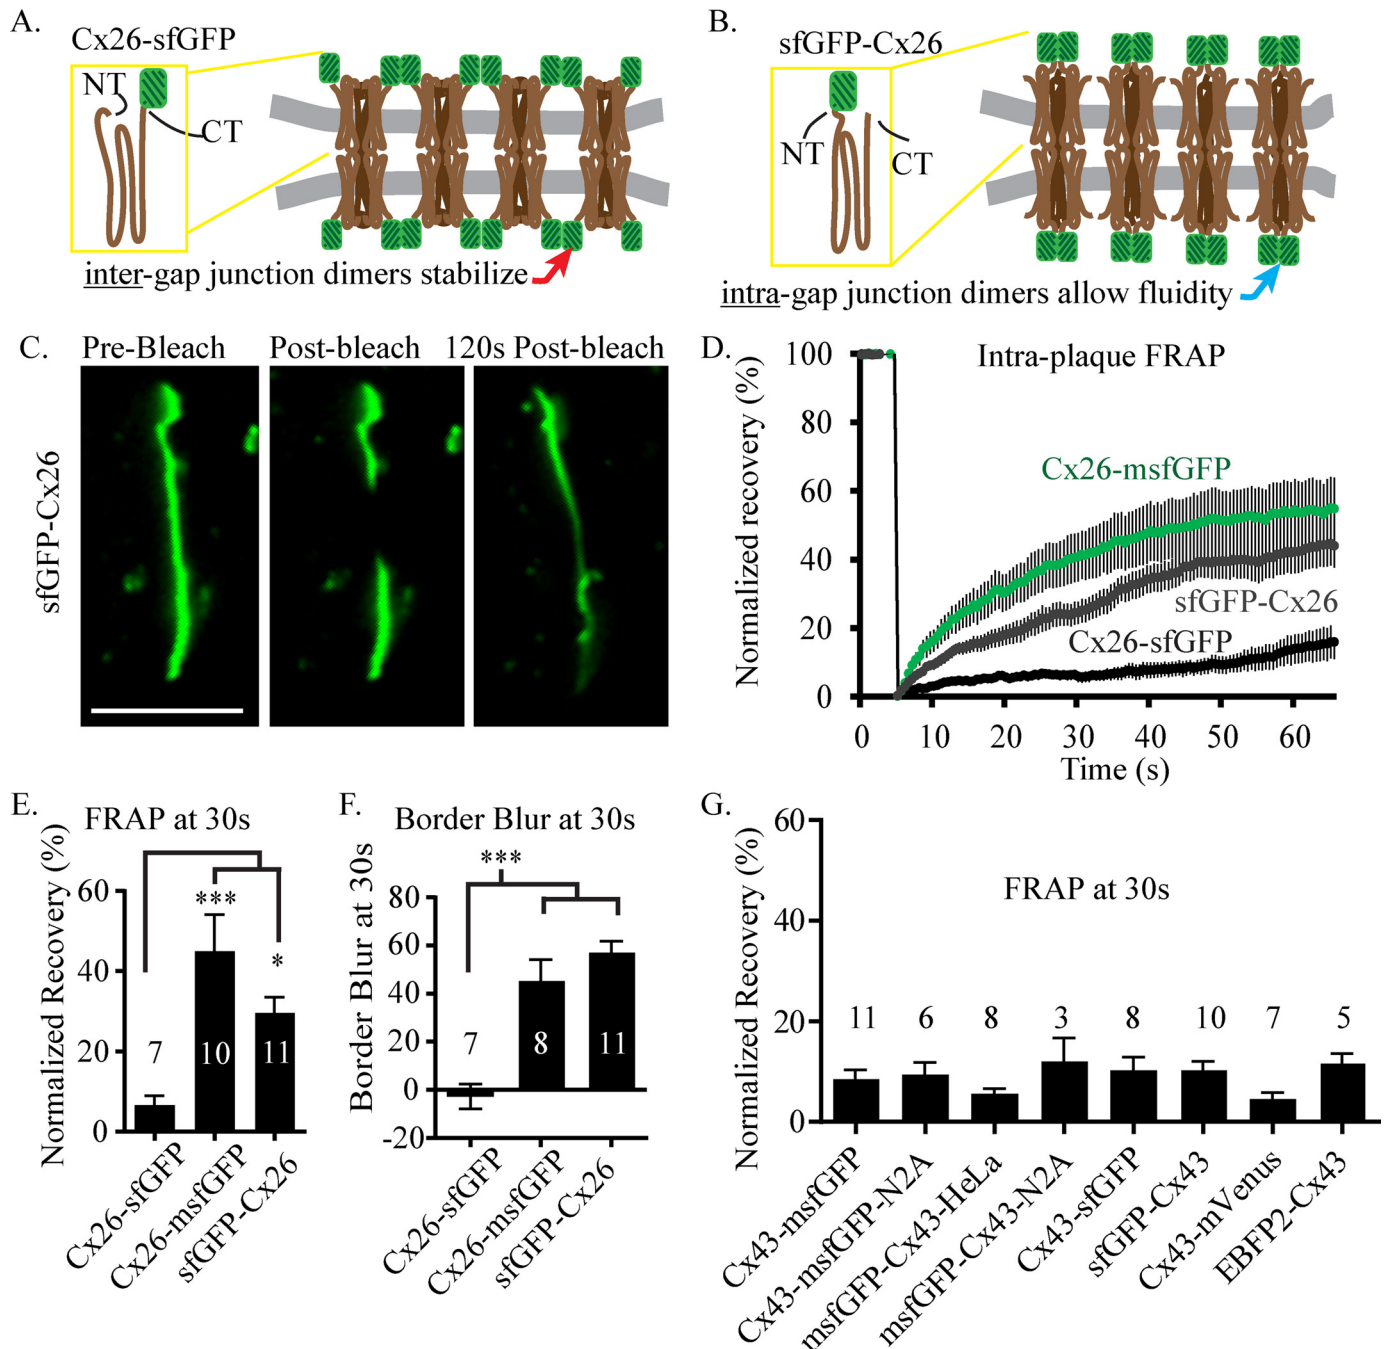 A.
Cx26-sfGFP
NT
CT
inter-gap junction dimers stabilize
B.
sfGFP-Cx26
NT
CT
intra-gap junction dimers allow fluidity
C.
Pre-Bleach
Post-bleach
120s Post-bleach
sfGFP-Cx26
D.
Intra-plaque FRAP
Normalized recovery (%)
100
80
60
40
20
0
Cx26-msfGFP
sfGFP-Cx26
Cx26-sfGFP
0 10 20 30 40 50 60
Time (s)
E.
FRAP at 30s
Normalized Recovery (%)
60
40
20
0
***
*
7 10 11
Cx26-sfGFP
Cx26-msfGFP
sfGFP-Cx26
F.
Border Blur at 30s
Border Blur at 30s
80
60
40
20
0
-20
***
7 8 11
Cx26-sfGFP
Cx26-msfGFP
sfGFP-Cx26
G.
FRAP at 30s
Normalized Recovery (%)
60
40
20
0
11 6 8 3 8 10 7 5
Cx43-msfGFP
Cx43-msfGFP-N2A
msfGFP-Cx43-HeLa
msfGFP-Cx43-N2A
Cx43-sfGFP
sfGFP-Cx43
Cx43-mVenus
EBFP2-Cx43